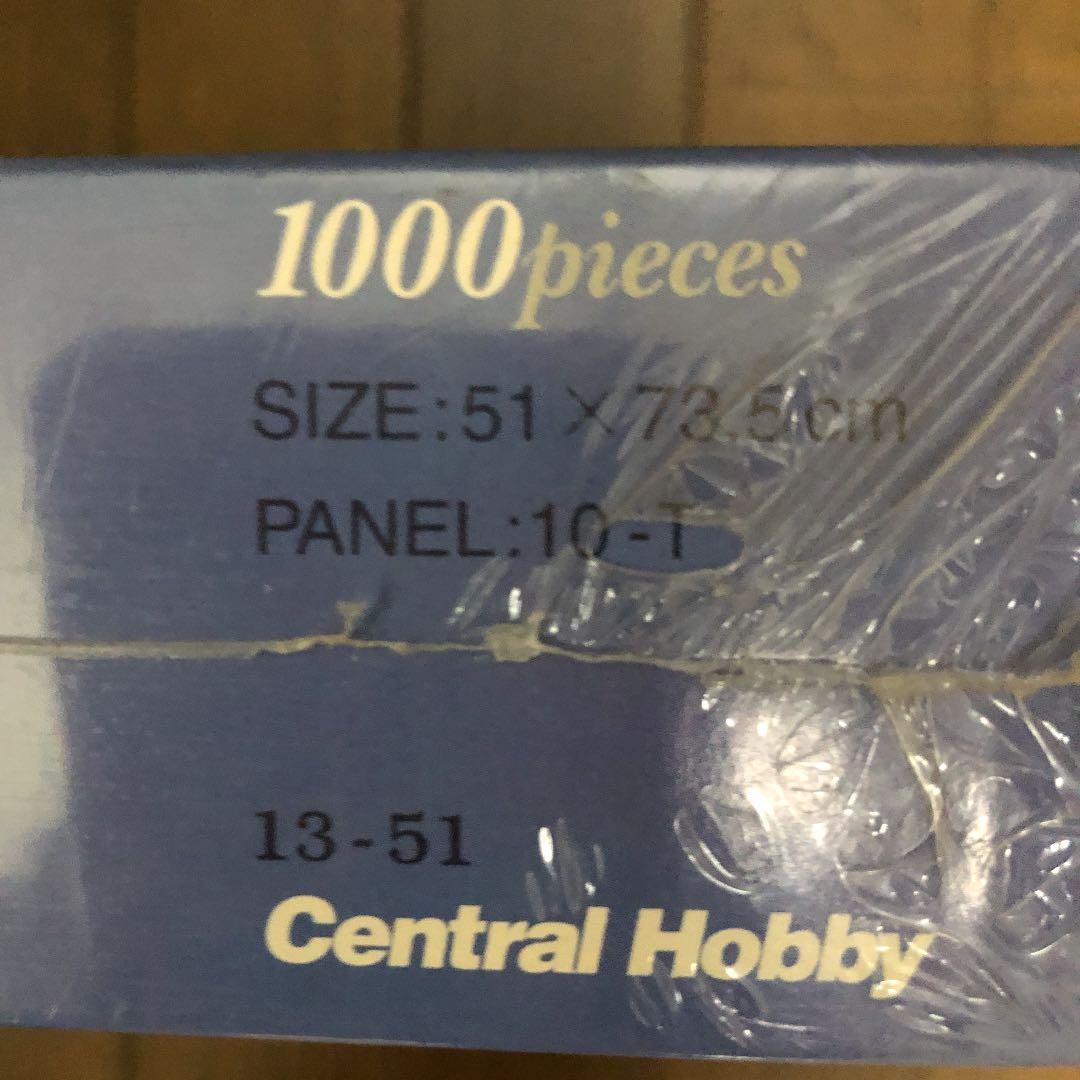 1000pieces
SIZE:51×73.5cm
PANEL:10-T
13-51
Central Hobby